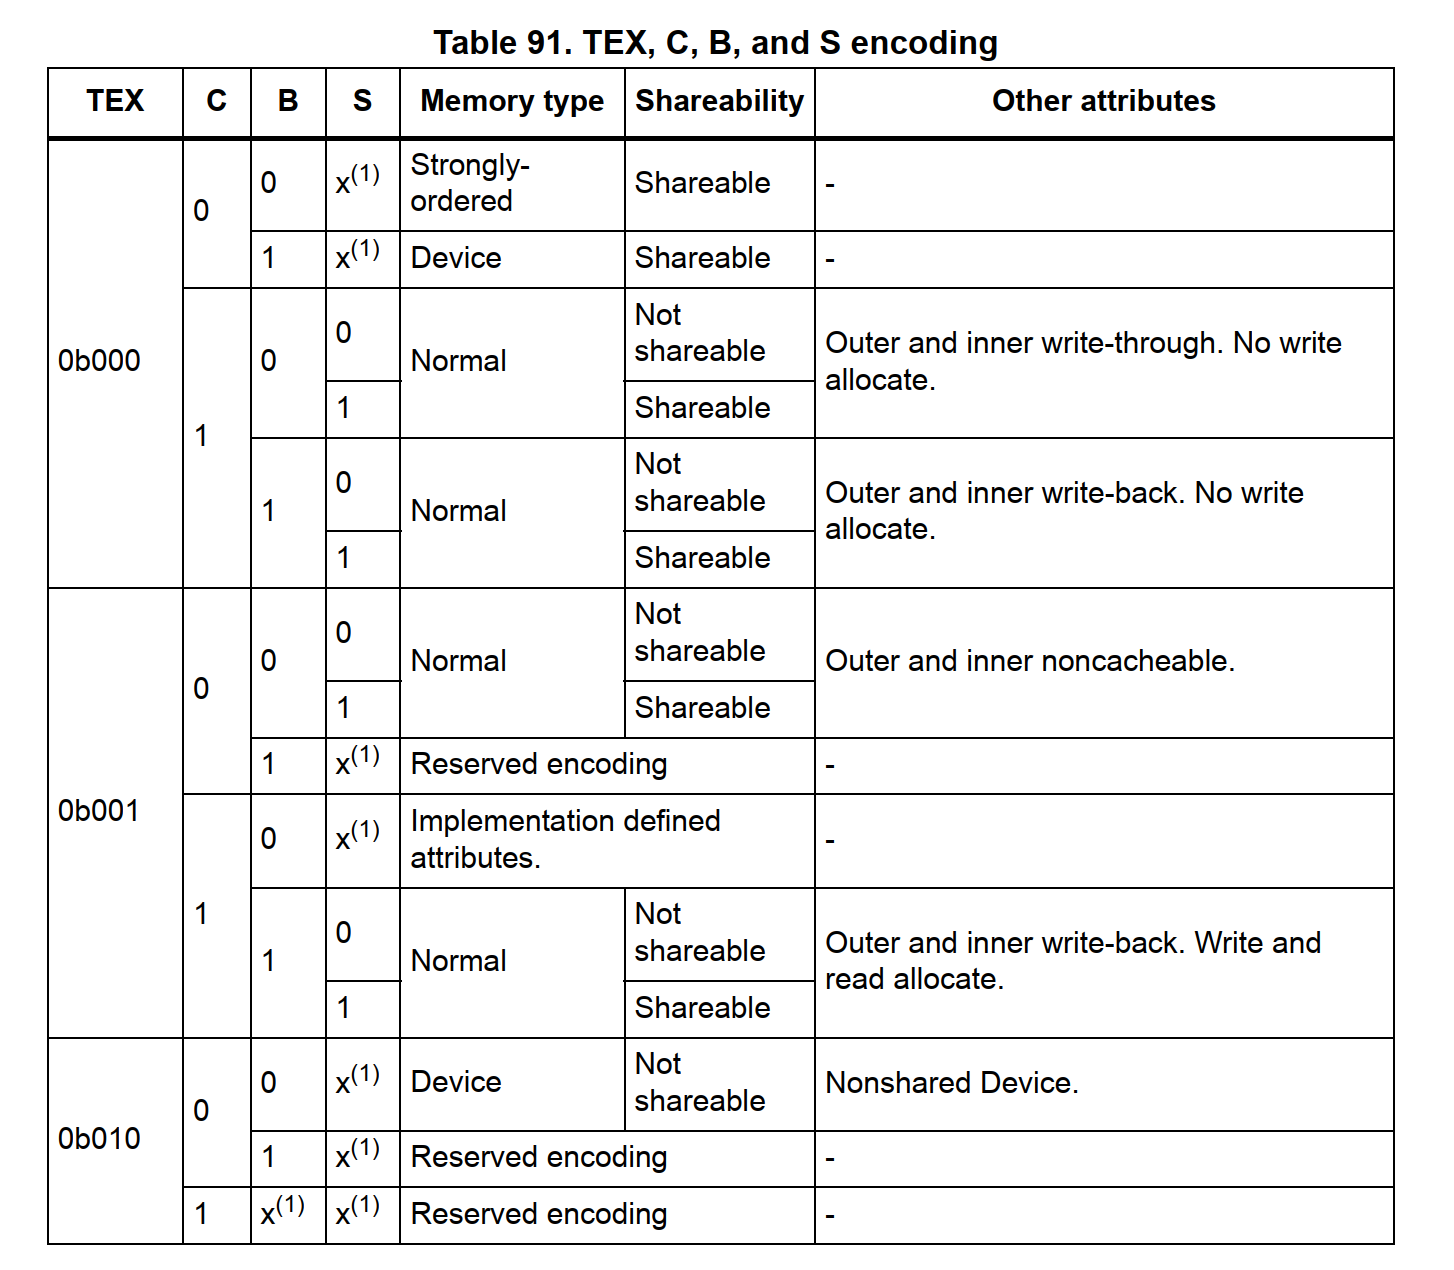 Table 91. TEX, C, B, and S encoding
TEX C B S Memory type Shareability Other attributes
0b000 0 0 x(1) Strongly-
ordered Shareable -
1 x(1) Device Shareable -
1 0 0 Normal Not
shareable Outer and inner write-through. No write
allocate.
1 Shareable
1 0 Normal Not
shareable Outer and inner write-back. No write
allocate.
1 Shareable
0b001 0 0 0 Normal Not
shareable Outer and inner noncacheable.
1 Shareable
1 x(1) Reserved encoding -
1 0 x(1) Implementation defined
attributes. -
1 0 Normal Not
shareable Outer and inner write-back. Write and
read allocate.
1 Shareable
0b010 0 0 x(1) Device Not
shareable Nonshared Device.
1 x(1) Reserved encoding -
1 x(1) x(1) Reserved encoding -